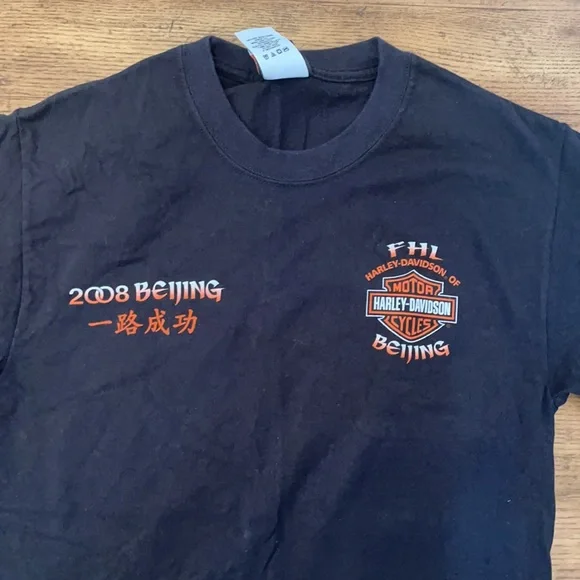 2008 BEIJING
一路成功
FHL
HARLEY-DAVIDSON, OF
MOTOR
HARLEY-DAVIDSON
CYCLES
BEIJING